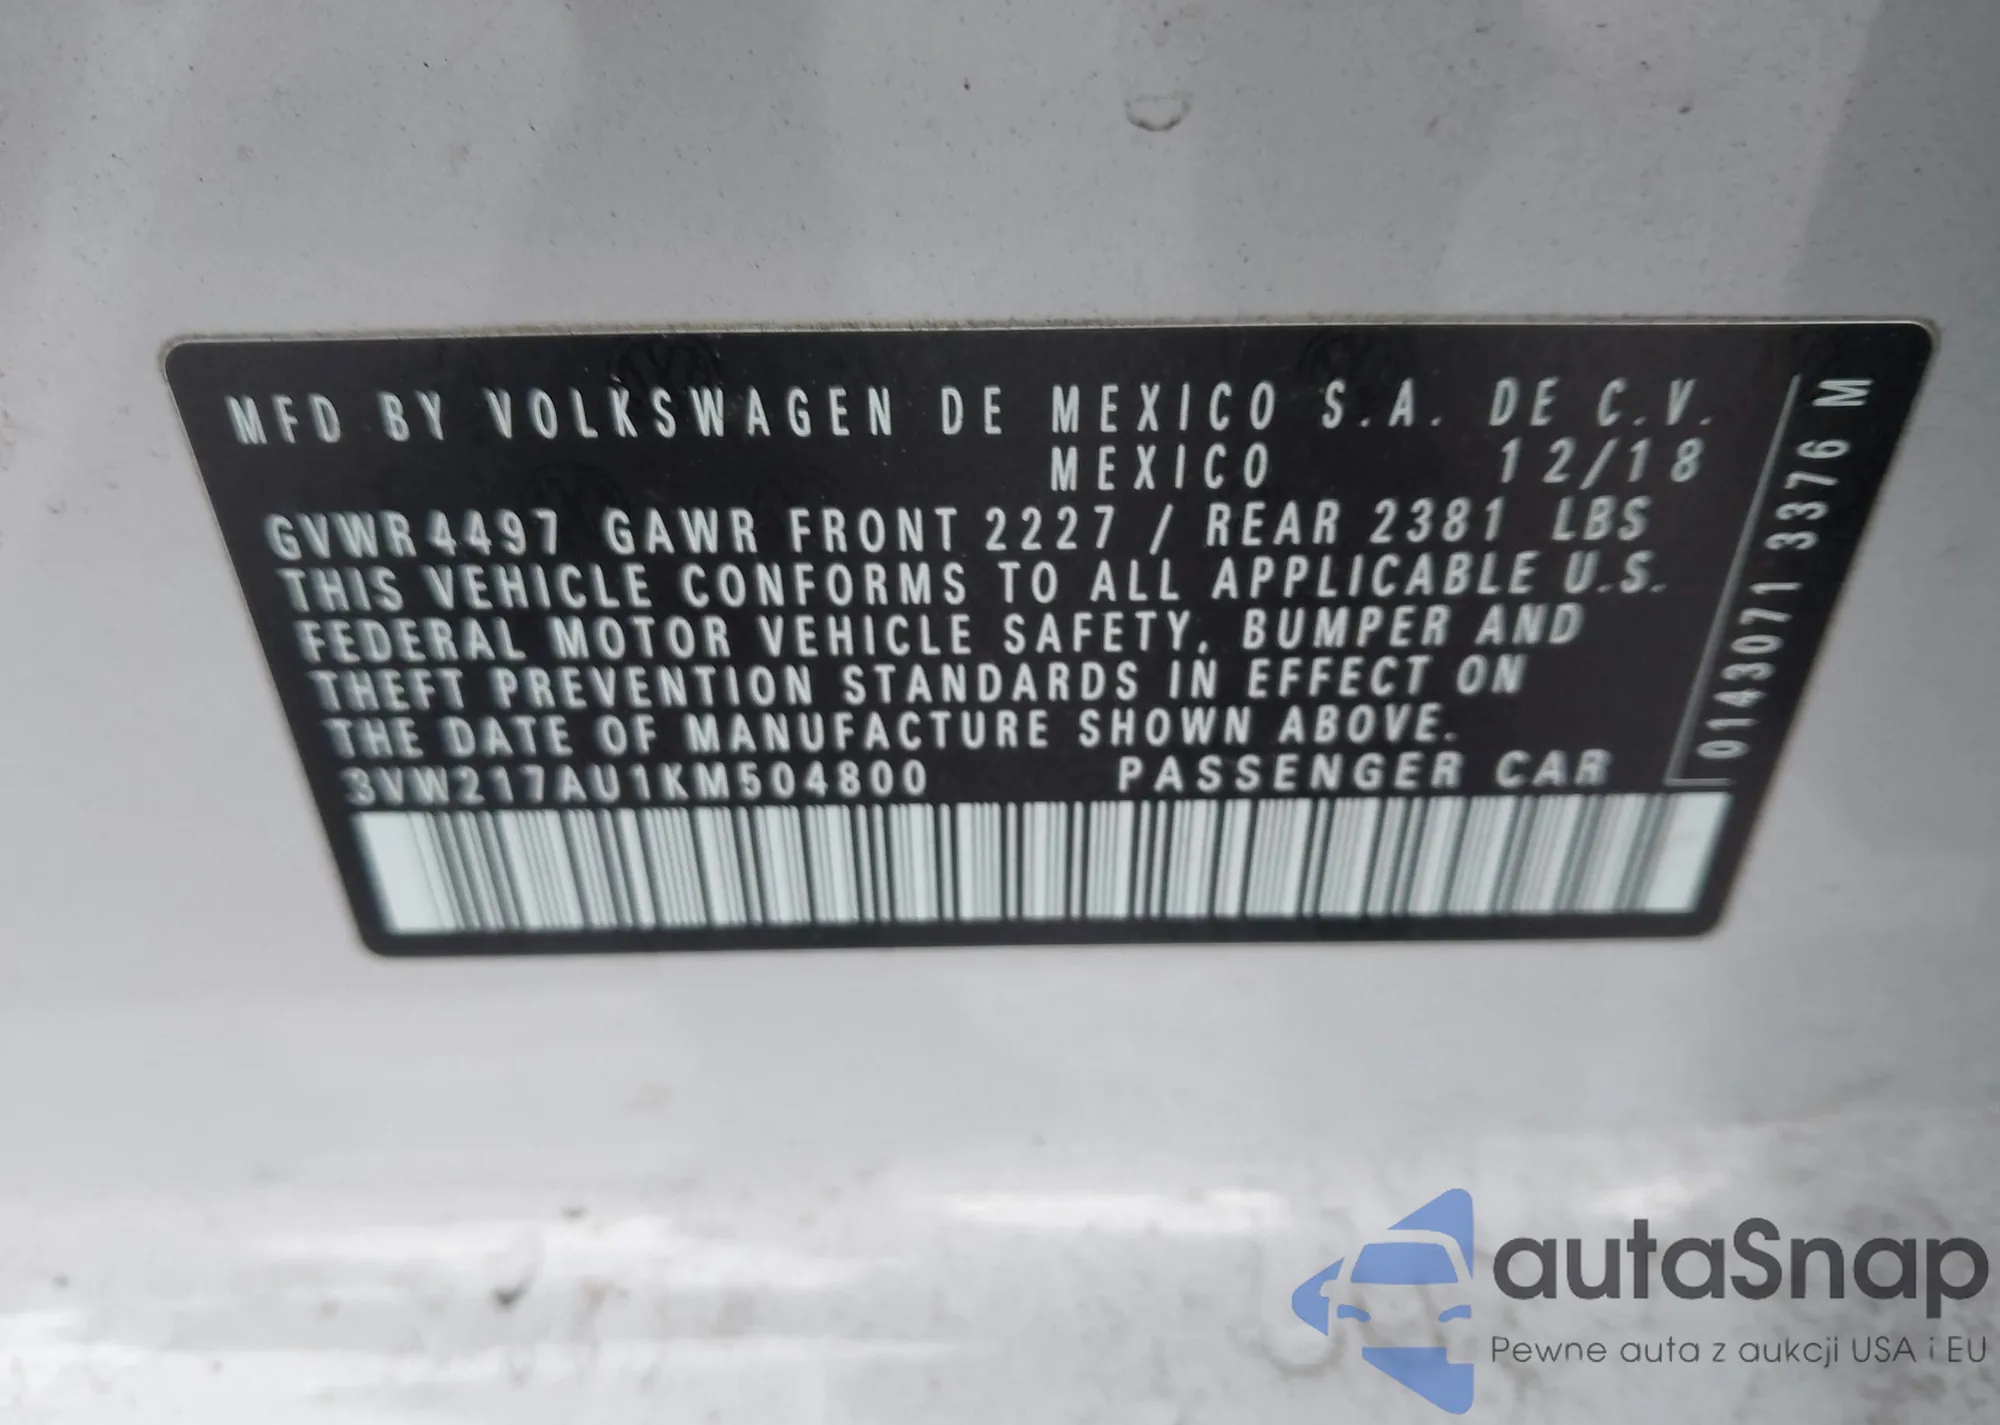 MFD BY VOLKSWAGEN DE MEXICO S.A. DE C.V.
MEXICO 12/18
GVWR 4497 GAWR FRONT 2227 / REAR 2381 LBS
THIS VEHICLE CONFORMS TO ALL APPLICABLE U.S.
FEDERAL MOTOR VEHICLE SAFETY, BUMPER AND
THEFT PREVENTION STANDARDS IN EFFECT ON
THE DATE OF MANUFACTURE SHOWN ABOVE.
3VW217AU1KM504800 PASSENGER CAR
0143071 3376 M
autaSnap
Pewne auta z aukcji USA i EU